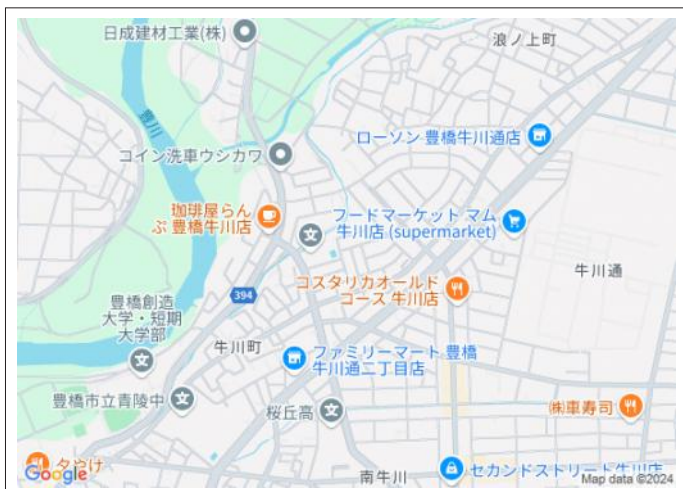 日成建材工業(株)
浪ノ上町
豊川
ローソン 豊橋牛川通店
コイン洗車ウシカワ
珈琲屋らん
ぷ 豊橋牛川店
フードマーケット マム
牛川店 (supermarket)
牛川通
コスタリカオールド
コース 牛川店
394
豊橋創造
大学・短期
大学部
牛川町
ファミリーマート 豊橋
牛川通二丁目店
豊橋市立青陵中
桜丘高
㈱車寿司
夕やけ
Google
南牛川
セカンドストリート牛川店
Map data ©2024